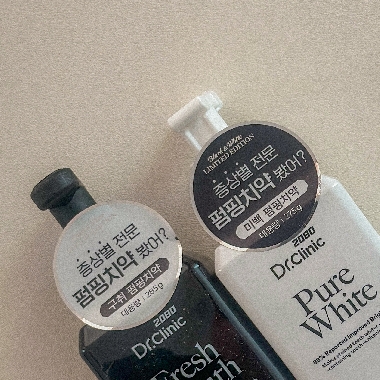 증상별 전문
펌핑치약 봤어?
구취 펌핑치약
대용량 | 265g
2080
Dr.Clinic
Fresh
Black & White
LIMITED EDITION
증상별 전문
펌핑치약 봤어?
미백 펌핑치약
대용량 | 275g
2080
Dr.Clinic
Pure
White